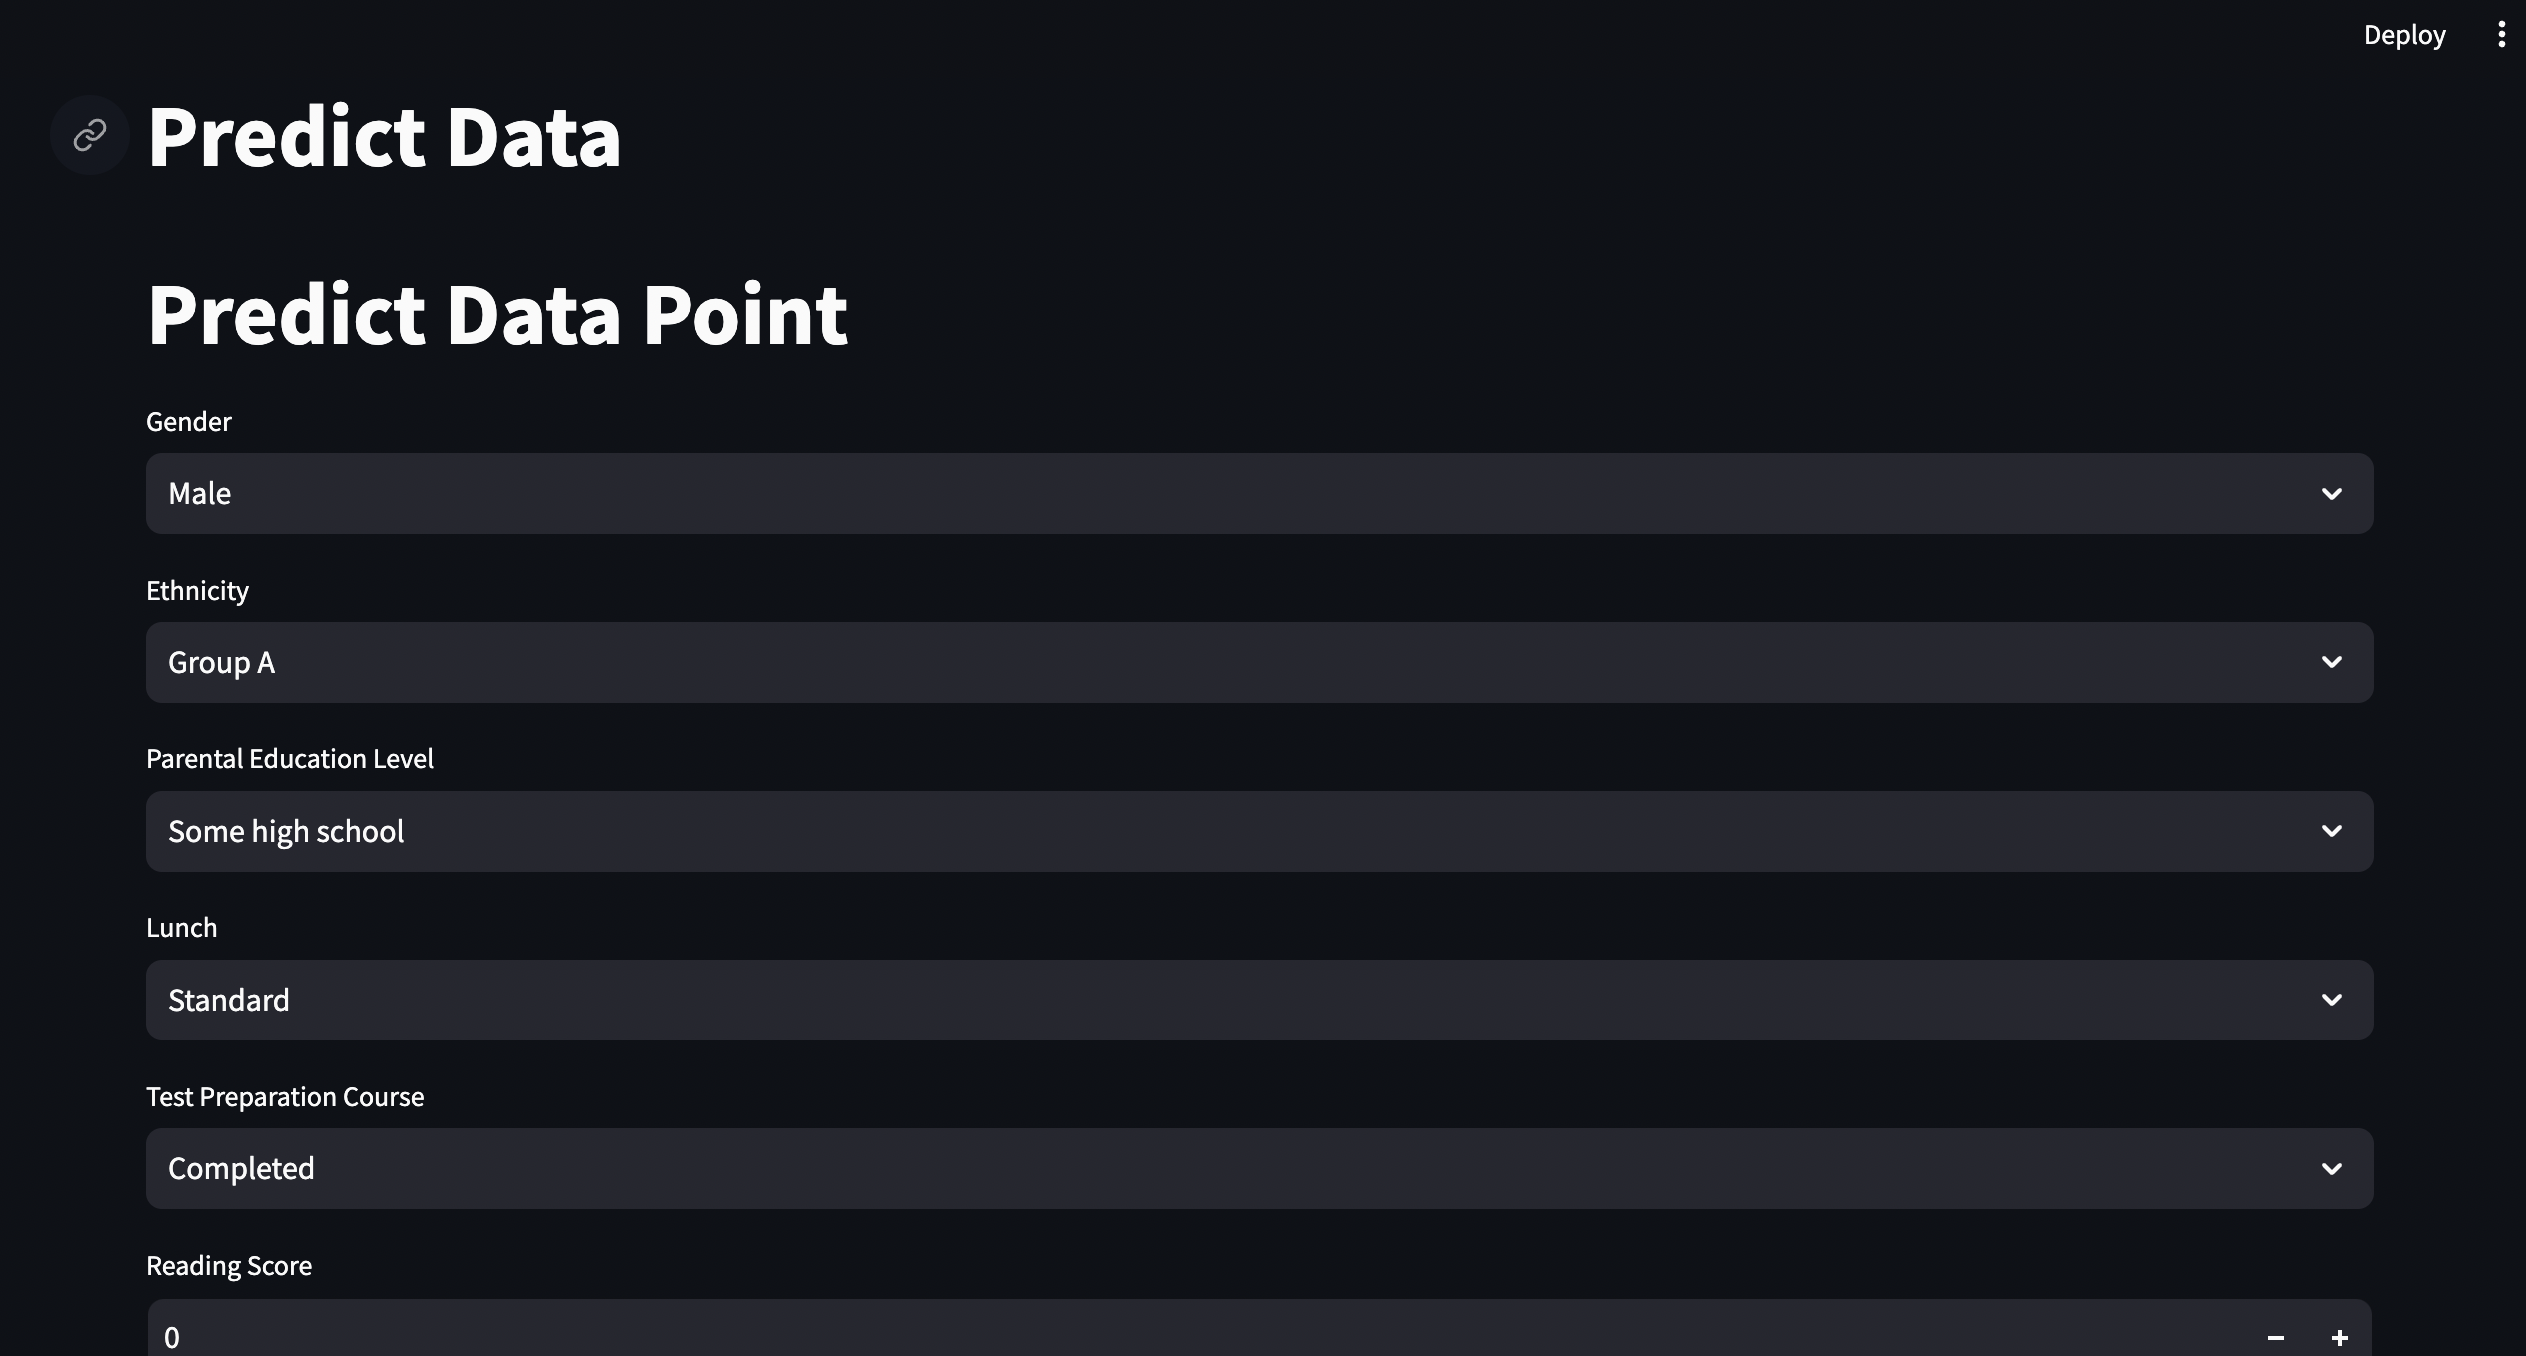 Deploy
Predict Data
Predict Data Point
Gender
Male
Ethnicity
Group A
Parental Education Level
Some high school
Lunch
Standard
Test Preparation Course
Completed
Reading Score
0